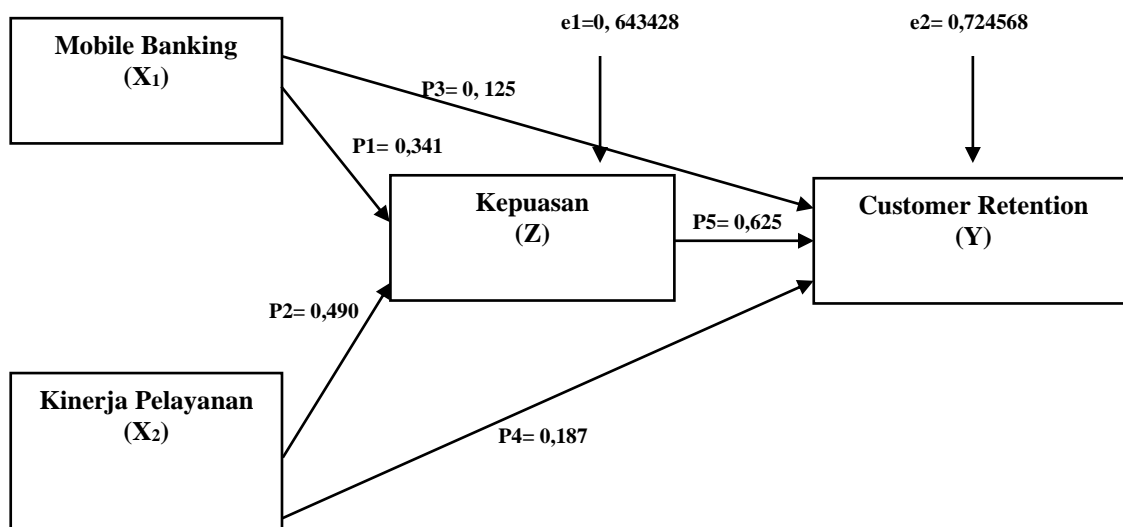 e1=0, 643428
e2= 0,724568
Mobile Banking
(X₁)
P3= 0, 125
P1= 0,341
Kepuasan
(Z)
P5= 0,625
Customer Retention
(Y)
P2= 0,490
Kinerja Pelayanan
(X₂)
P4= 0,187